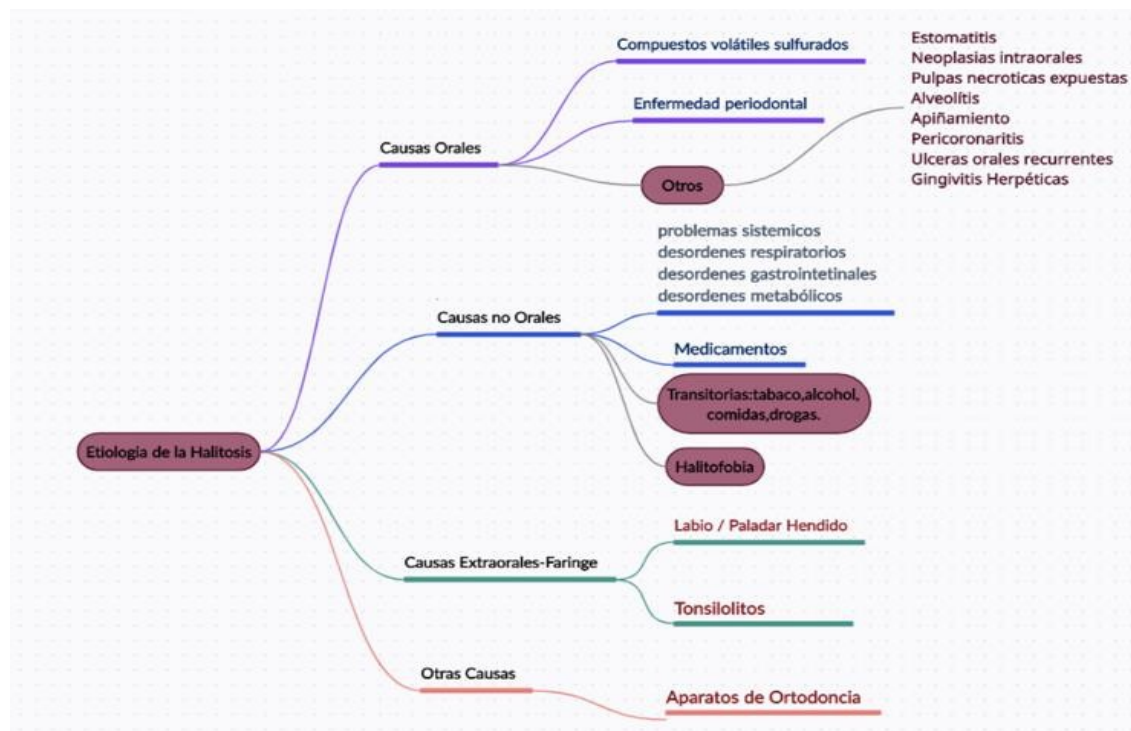 Etiologia de la Halitosis
Causas Orales
Compuestos volátiles sulfurados
Enfermedad periodontal
Otros
Estomatitis
Neoplasias intraorales
Pulpas necroticas expuestas
Alveolítis
Apiñamiento
Pericoronaritis
Ulceras orales recurrentes
Gingivitis Herpéticas
Causas no Orales
problemas sistemicos
desordenes respiratorios
desordenes gastrointetinales
desordenes metabólicos
Medicamentos
Transitorias:tabaco,alcohol,
comidas,drogas.
Halitofobia
Causas Extraorales-Faringe
Labio / Paladar Hendido
Tonsilolitos
Otras Causas
Aparatos de Ortodoncia